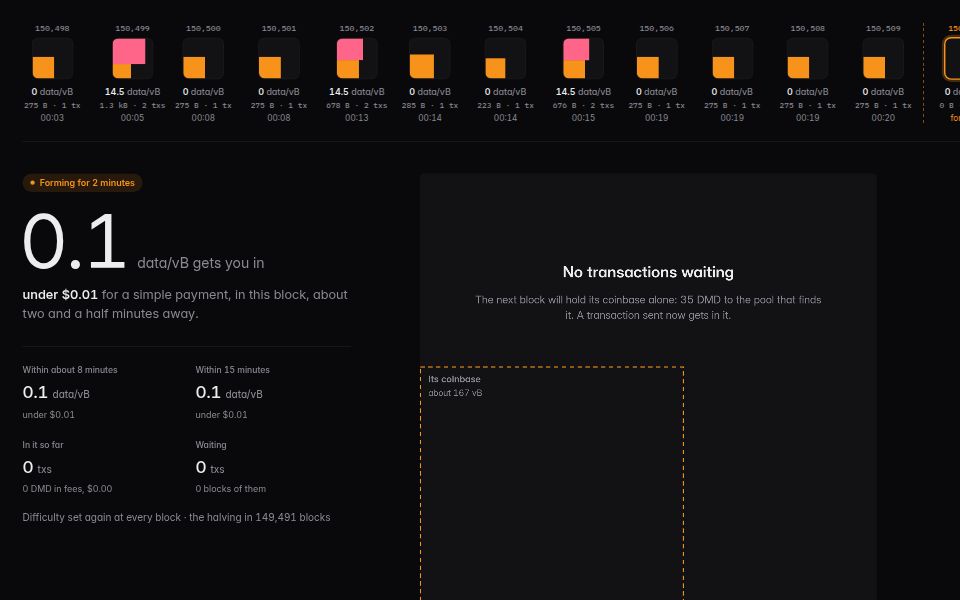 150,498 150,499 150,500 150,501 150,502 150,503 150,504 150,505 150,506 150,507 150,508 150,509
0 data/vB 14.5 data/vB 0 data/vB 0 data/vB 14.5 data/vB 0 data/vB 0 data/vB 14.5 data/vB 0 data/vB 0 data/vB 0 data/vB 0 data/vB 0
275 B · 1 tx 1.3 kB · 2 txs 275 B · 1 tx 275 B · 1 tx 678 B · 2 txs 285 B · 1 tx 223 B · 1 tx 676 B · 2 txs 275 B · 1 tx 275 B · 1 tx 275 B · 1 tx 275 B · 1 tx 0 B
00:03 00:05 00:08 00:08 00:13 00:14 00:14 00:15 00:19 00:19 00:19 00:20
Forming for 2 minutes
0.1 data/vB gets you in
under $0.01 for a simple payment, in this block, about
two and a half minutes away.
Within about 8 minutes Within 15 minutes
0.1 data/vB 0.1 data/vB
under $0.01 under $0.01
In it so far Waiting
0 txs 0 txs
0 DMD in fees, $0.00 0 blocks of them
Difficulty set again at every block · the halving in 149,491 blocks
No transactions waiting
The next block will hold its coinbase alone: 35 DMD to the pool that finds
it. A transaction sent now gets in it.
Its coinbase
about 167 vB